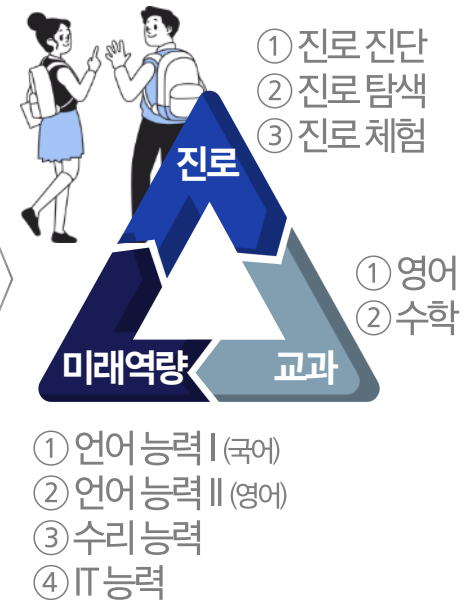 ① 진로 진단
② 진로 탐색
③ 진로 체험
진로
① 영어
② 수학
미래역량
교과
① 언어 능력 Ⅰ (국어)
② 언어 능력 Ⅱ (영어)
③ 수리 능력
④ IT 능력